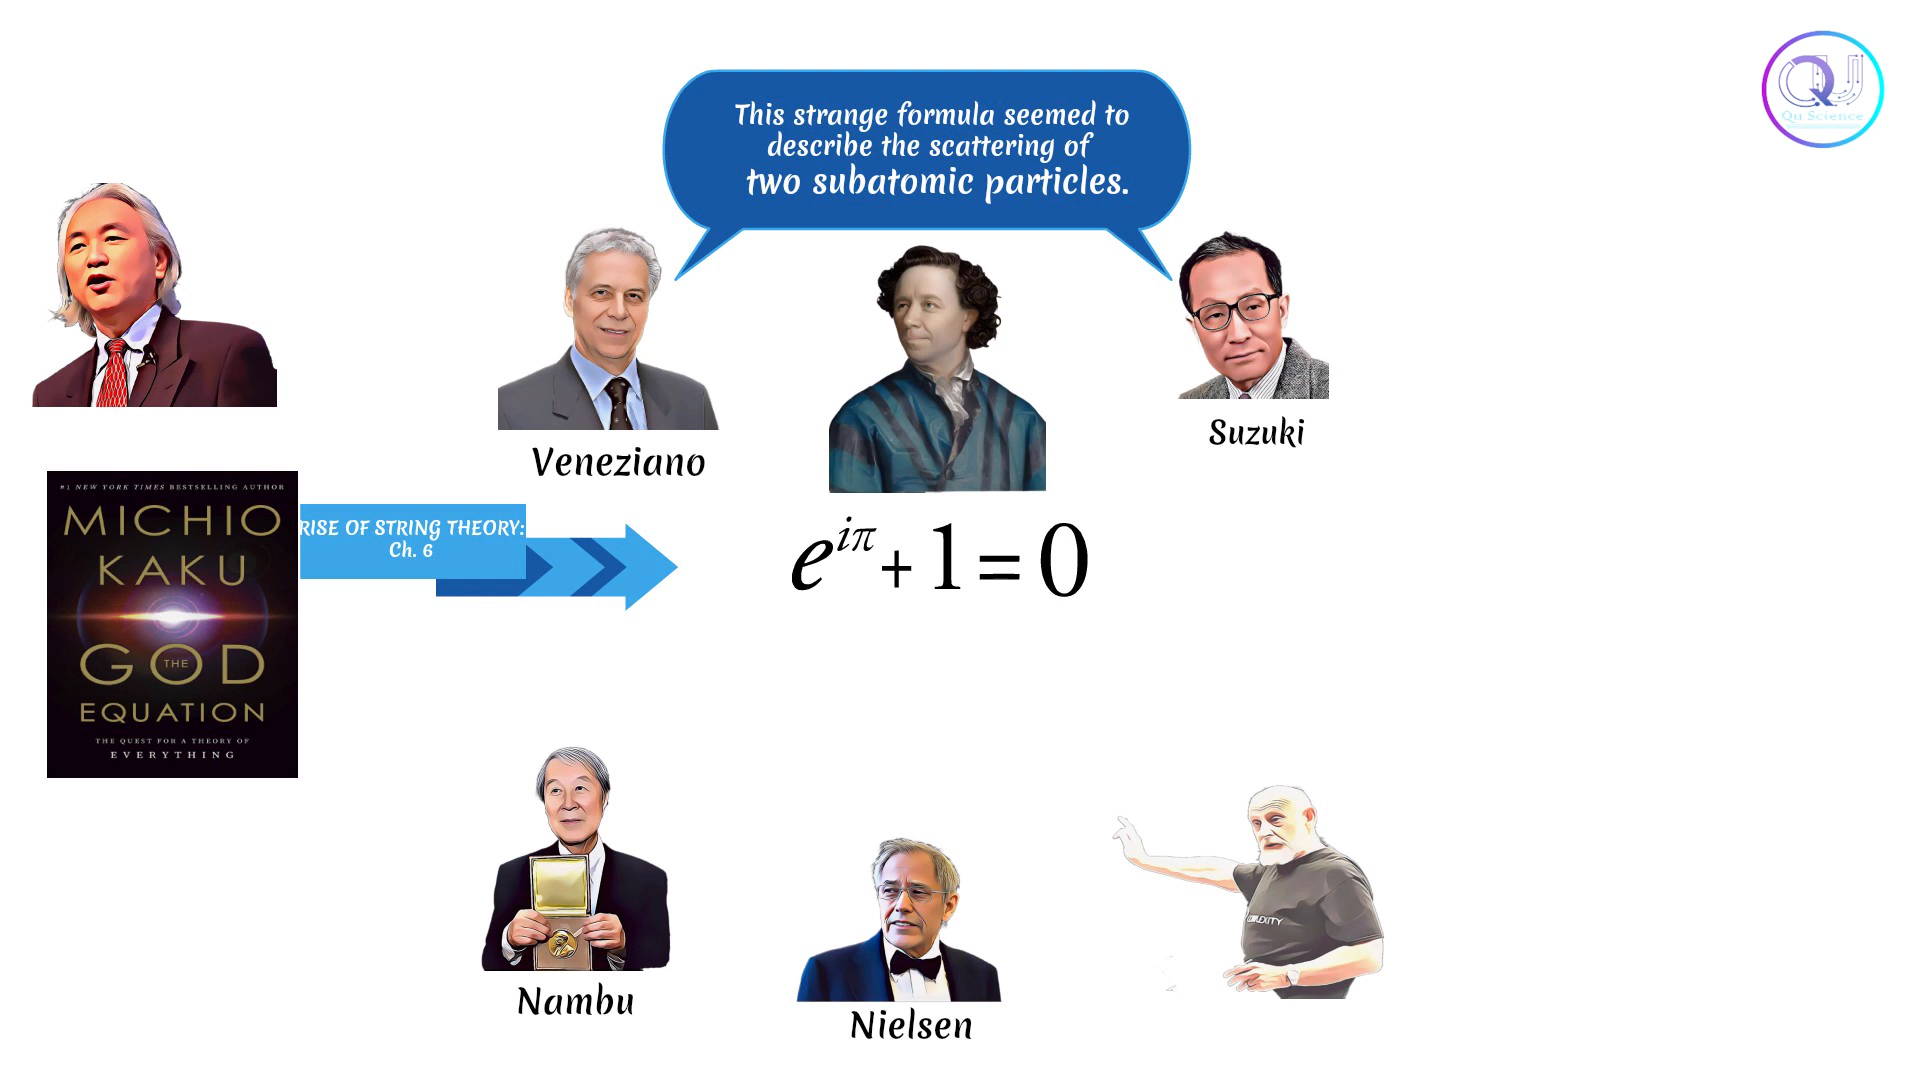 This strange formula seemed to
describe the scattering of
two subatomic particles.
QU
Qu Science
Veneziano
Suzuki
#1 NEW YORK TIMES BESTSELLING AUTHOR
MICHIO
KAKU
THE
GOD
EQUATION
THE QUEST FOR A THEORY OF
EVERYTHING
RISE OF STRING THEORY:
Ch. 6
e^{iπ} + 1 = 0
Nambu
Nielsen